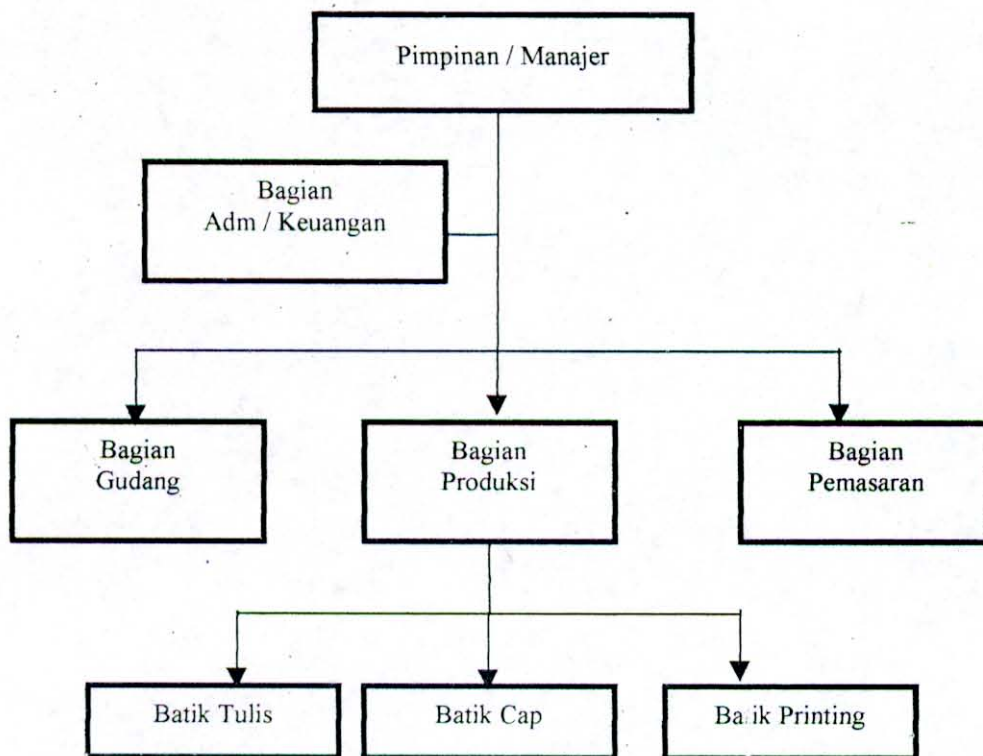 Pimpinan / Manajer
Bagian
Adm / Keuangan
Bagian
Gudang
Bagian
Produksi
Bagian
Pemasaran
Batik Tulis
Batik Cap
Batik Printing